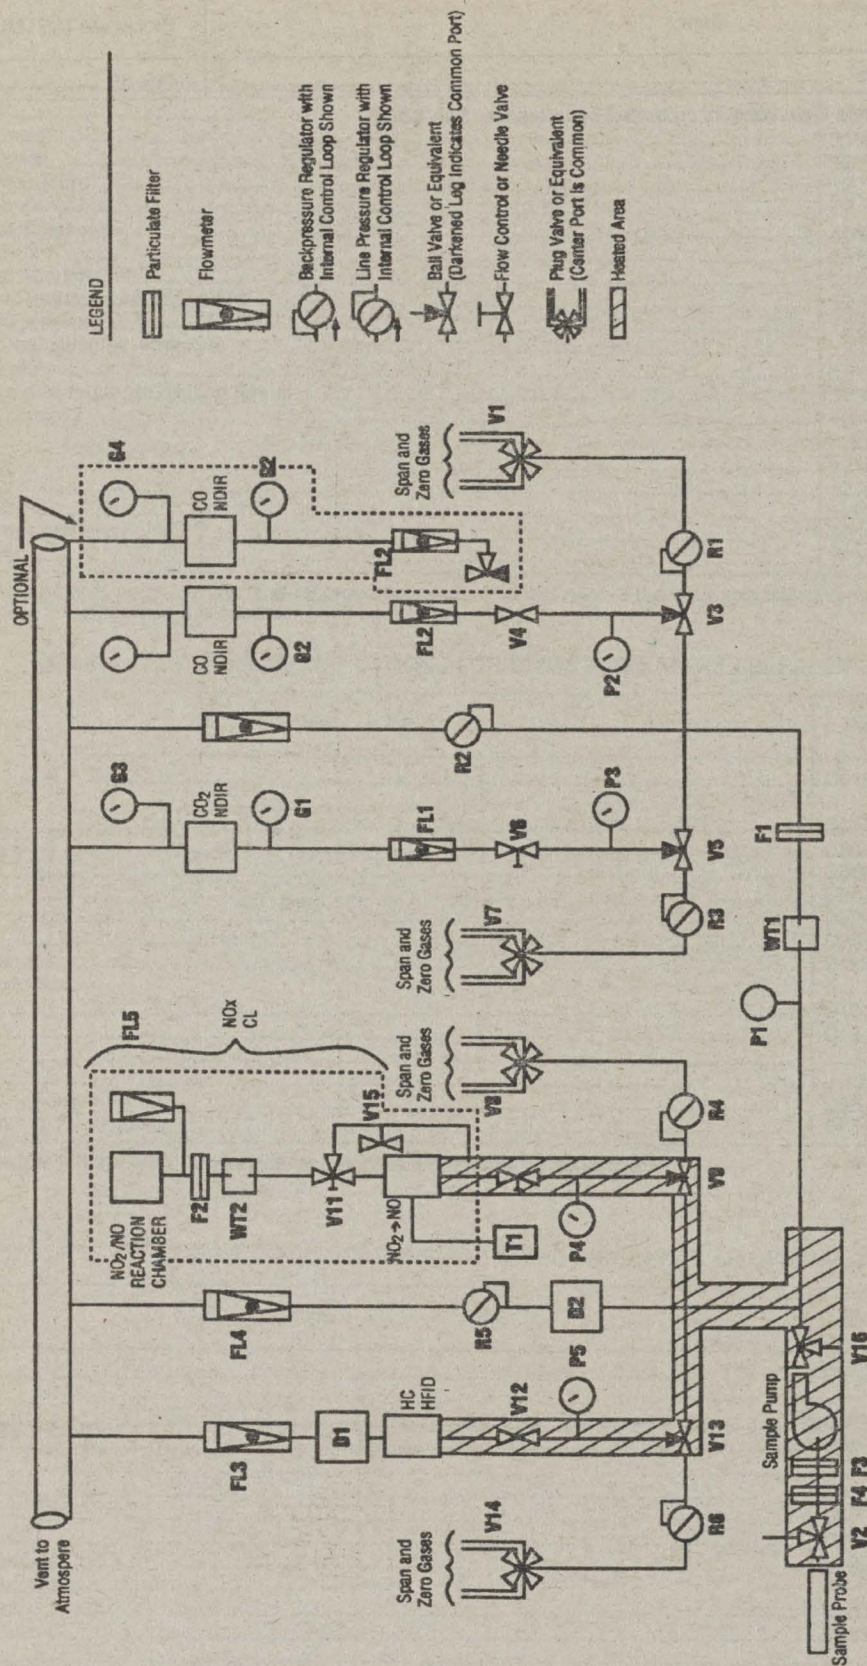 LEGEND
Particulate Filter
Flowmeter
Backpressure Regulator with
Internal Control Loop Shown
Line Pressure Regulator with
Internal Control Loop Shown
Ball Valve or Equivalent
(Darkened Leg Indicates Common Port)
Flow Control or Needle Valve
Plug Valve or Equivalent
(Center Port Is Common)
Heated Area
OPTIONAL
Vent to
Atmospere
G4
CO
NDIR
G2
FL2
Span and
Zero Gases
V1
R1
CO
NDIR
G2
FL2
V4
P2
V3
R2
G3
CO2
NDIR
G1
FL1
V6
P3
V5
R3
Span and
Zero Gases
V7
F1
WT1
P1
FL5
NOx
CL
NO2/NO
REACTION
CHAMBER
F2
WT2
V11
V15
NO2→NO
T1
P4
V9
R4
Span and
Zero Gases
V8
FL4
R5
D2
FL3
D1
HC
HFID
V12
P5
V13
R6
Span and
Zero Gases
V14
Sample Pump
V16
F3
F4
V2
Sample Probe